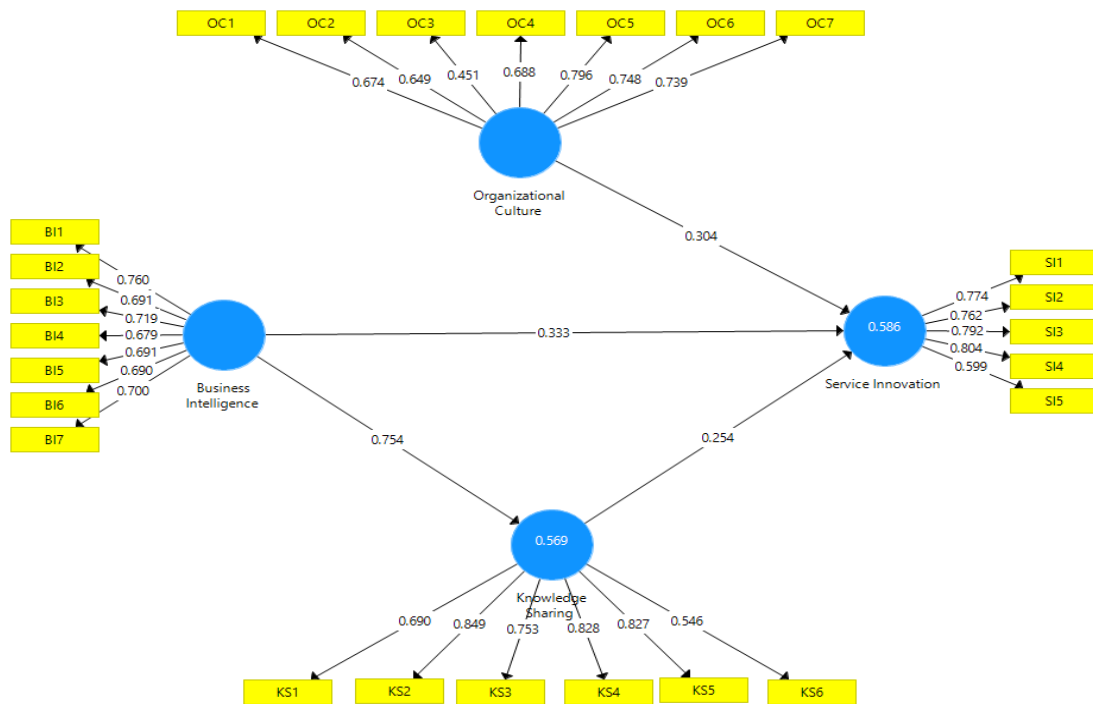 OC1 OC2 OC3 OC4 OC5 OC6 OC7
0.674 0.649 0.451 0.688 0.796 0.748 0.739
Organizational
Culture
0.304
BI1
BI2
BI3
BI4
BI5
BI6
BI7
0.760
0.691
0.719
0.679
0.691
0.690
0.700
Business
Intelligence
0.333
0.754
0.254
0.586
Service Innovation
0.774
0.762
0.792
0.804
0.599
SI1
SI2
SI3
SI4
SI5
0.569
Knowledge
Sharing
0.690 0.849 0.753 0.828 0.827 0.546
KS1 KS2 KS3 KS4 KS5 KS6